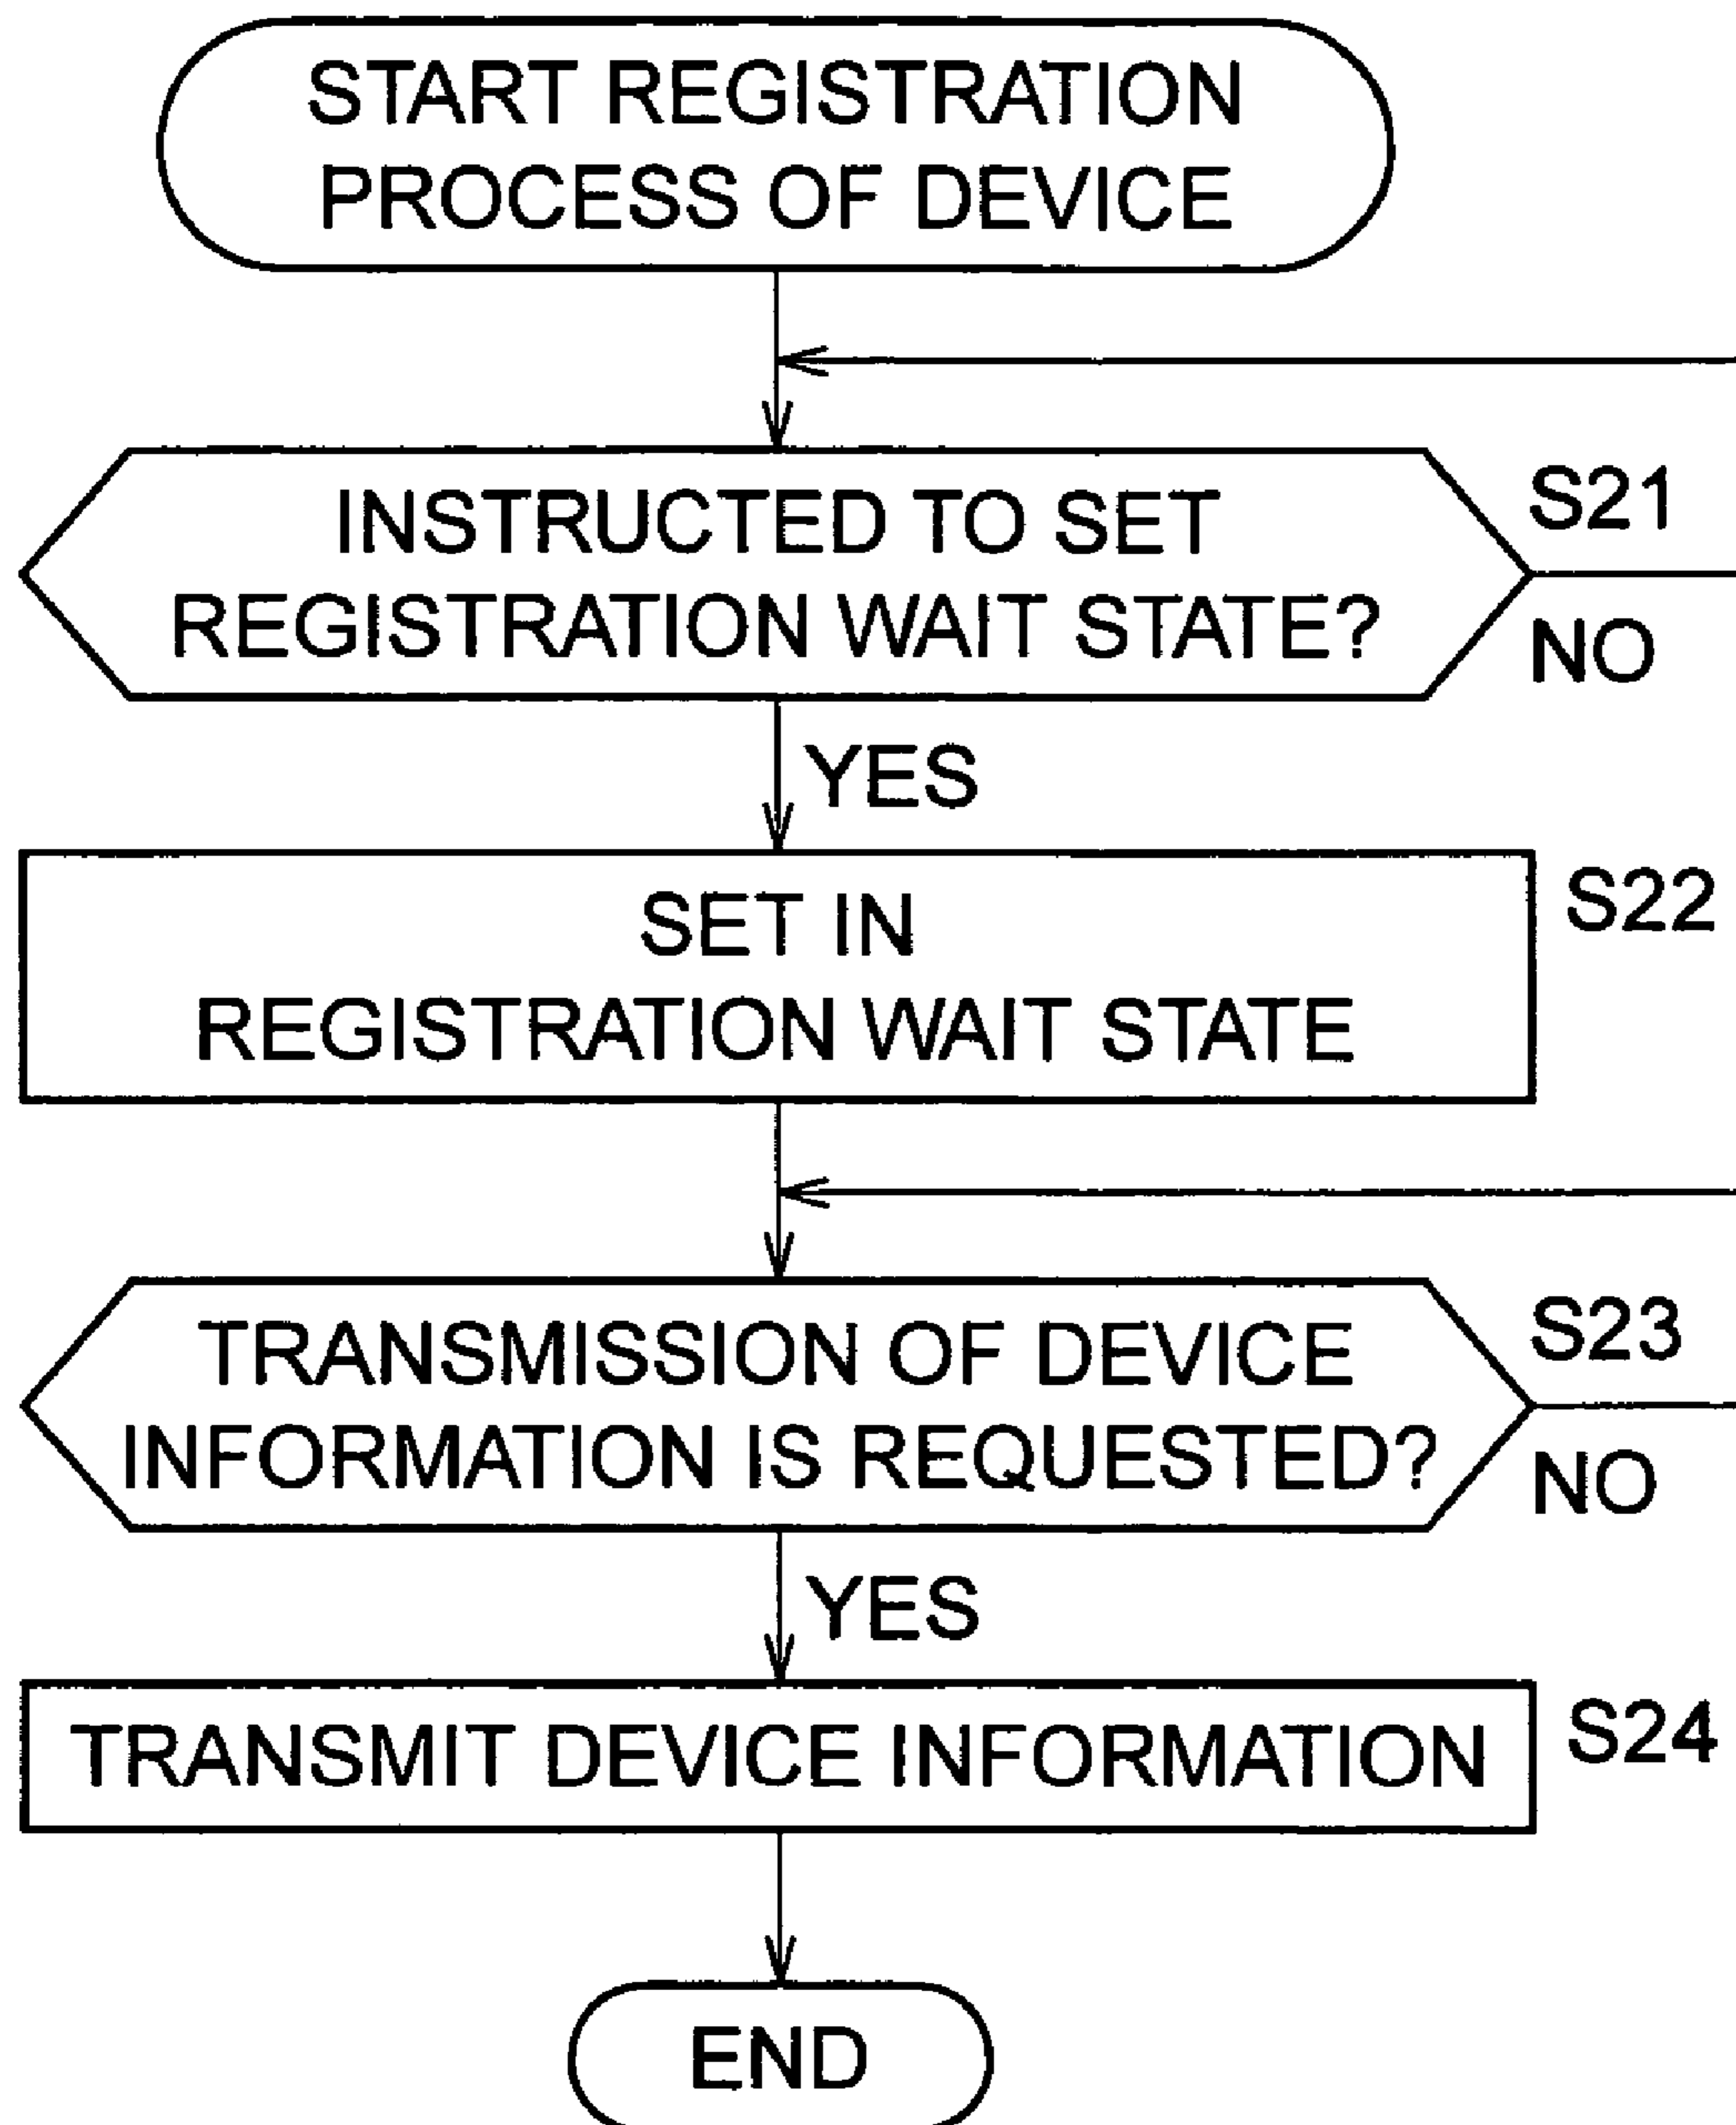 START REGISTRATION
PROCESS OF DEVICE
INSTRUCTED TO SET
REGISTRATION WAIT STATE?
S21
NO
YES
SET IN
REGISTRATION WAIT STATE
S22
TRANSMISSION OF DEVICE
INFORMATION IS REQUESTED?
S23
NO
YES
TRANSMIT DEVICE INFORMATION
S24
END